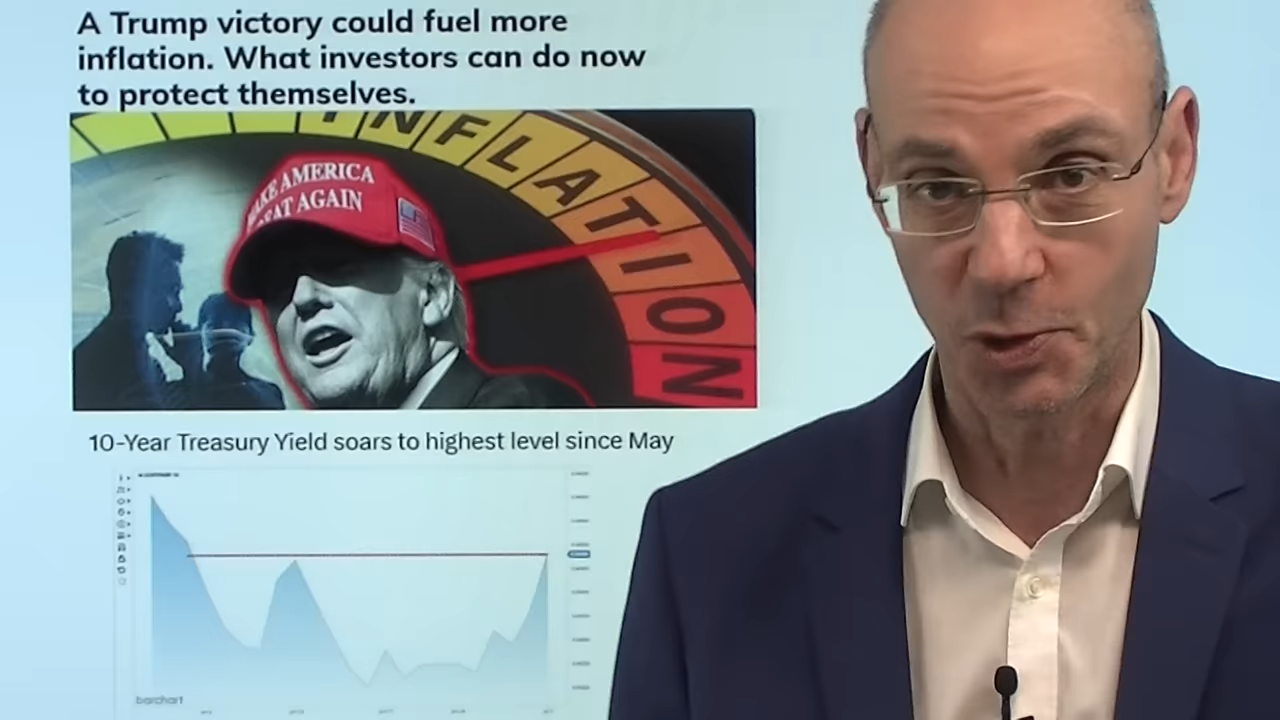 A Trump victory could fuel more
inflation. What investors can do now
to protect themselves.
INFLATION
MAKE AMERICA
GREAT AGAIN
10-Year Treasury Yield soars to highest level since May
barchart